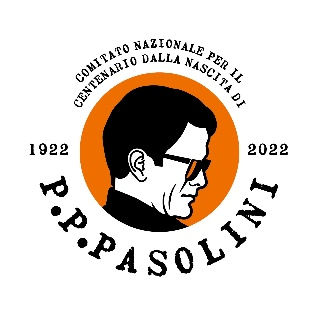 COMITATO NAZIONALE PER IL
CENTENARIO DALLA NASCITA DI
1922 2022
P.P.PASOLINI